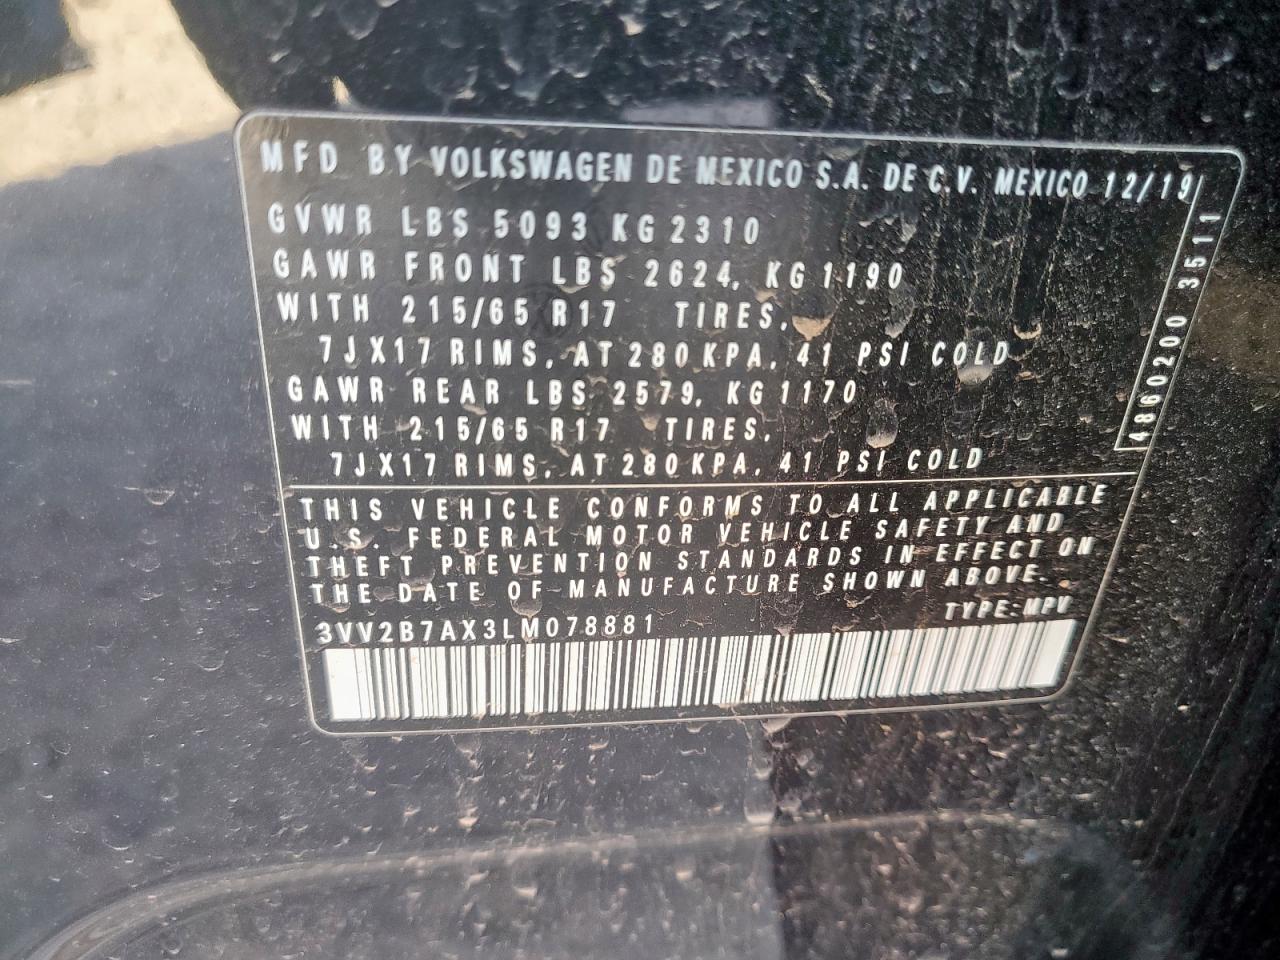 MFD BY VOLKSWAGEN DE MEXICO S.A. DE C.V. MEXICO 12/19
GVWR LBS 5093 KG 2310
GAWR FRONT LBS 2624, KG 1190
WITH 215/65 R17 TIRES,
7JX17 RIMS, AT 280 KPA, 41 PSI COLD
GAWR REAR LBS 2579, KG 1170
WITH 215/65 R17 TIRES,
7JX17 RIMS, AT 280 KPA, 41 PSI COLD
4860200 3511
THIS VEHICLE CONFORMS TO ALL APPLICABLE
U.S. FEDERAL MOTOR VEHICLE SAFETY AND
THEFT PREVENTION STANDARDS IN EFFECT ON
THE DATE OF MANUFACTURE SHOWN ABOVE.
TYPE: MPV
3VV2B7AX3LM078881